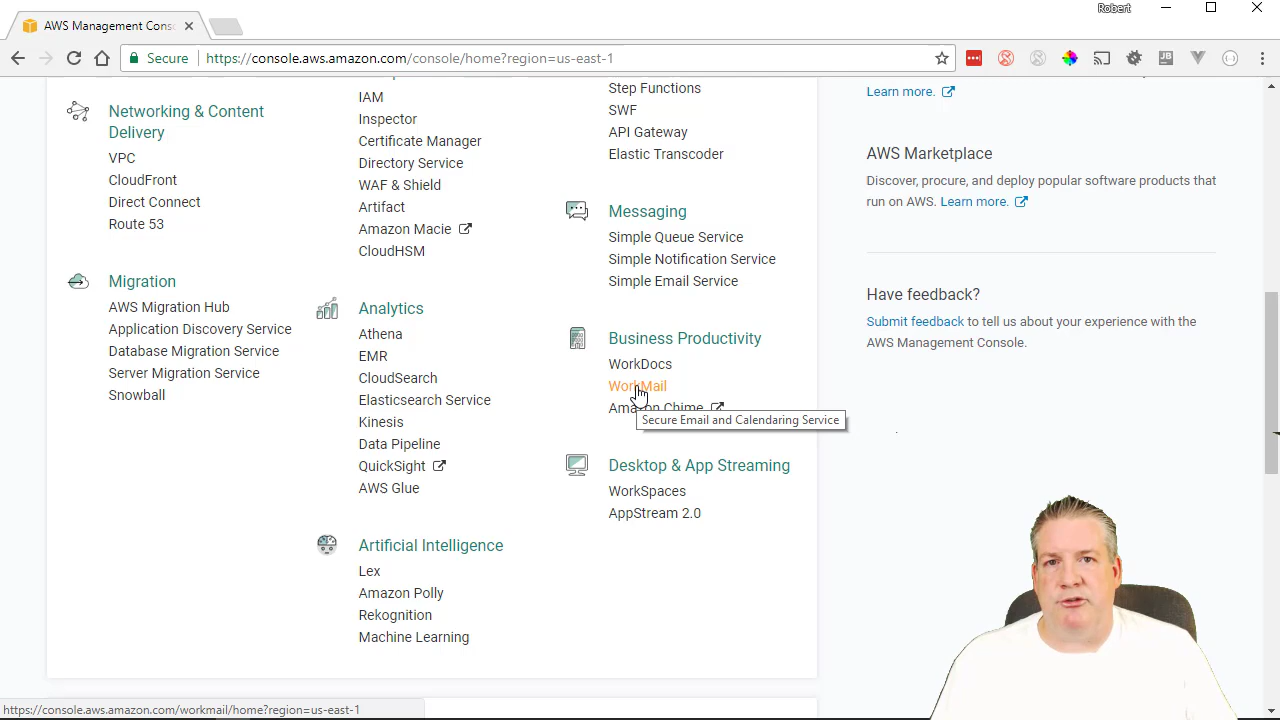 Robert
AWS Management Cons
Secure
https://console.aws.amazon.com/console/home?region=us-east-1
Networking & Content
Delivery
VPC
CloudFront
Direct Connect
Route 53
Migration
AWS Migration Hub
Application Discovery Service
Database Migration Service
Server Migration Service
Snowball
IAM
Inspector
Certificate Manager
Directory Service
WAF & Shield
Artifact
Amazon Macie
CloudHSM
Analytics
Athena
EMR
CloudSearch
Elasticsearch Service
Kinesis
Data Pipeline
QuickSight
AWS Glue
Artificial Intelligence
Lex
Amazon Polly
Rekognition
Machine Learning
Step Functions
SWF
API Gateway
Elastic Transcoder
Messaging
Simple Queue Service
Simple Notification Service
Simple Email Service
Business Productivity
WorkDocs
WorkMail
Amazon Chime
Secure Email and Calendaring Service
Desktop & App Streaming
WorkSpaces
AppStream 2.0
Learn more.
AWS Marketplace
Discover, procure, and deploy popular software products that
run on AWS. Learn more.
Have feedback?
Submit feedback to tell us about your experience with the
AWS Management Console.
https://console.aws.amazon.com/workmail/home?region=us-east-1